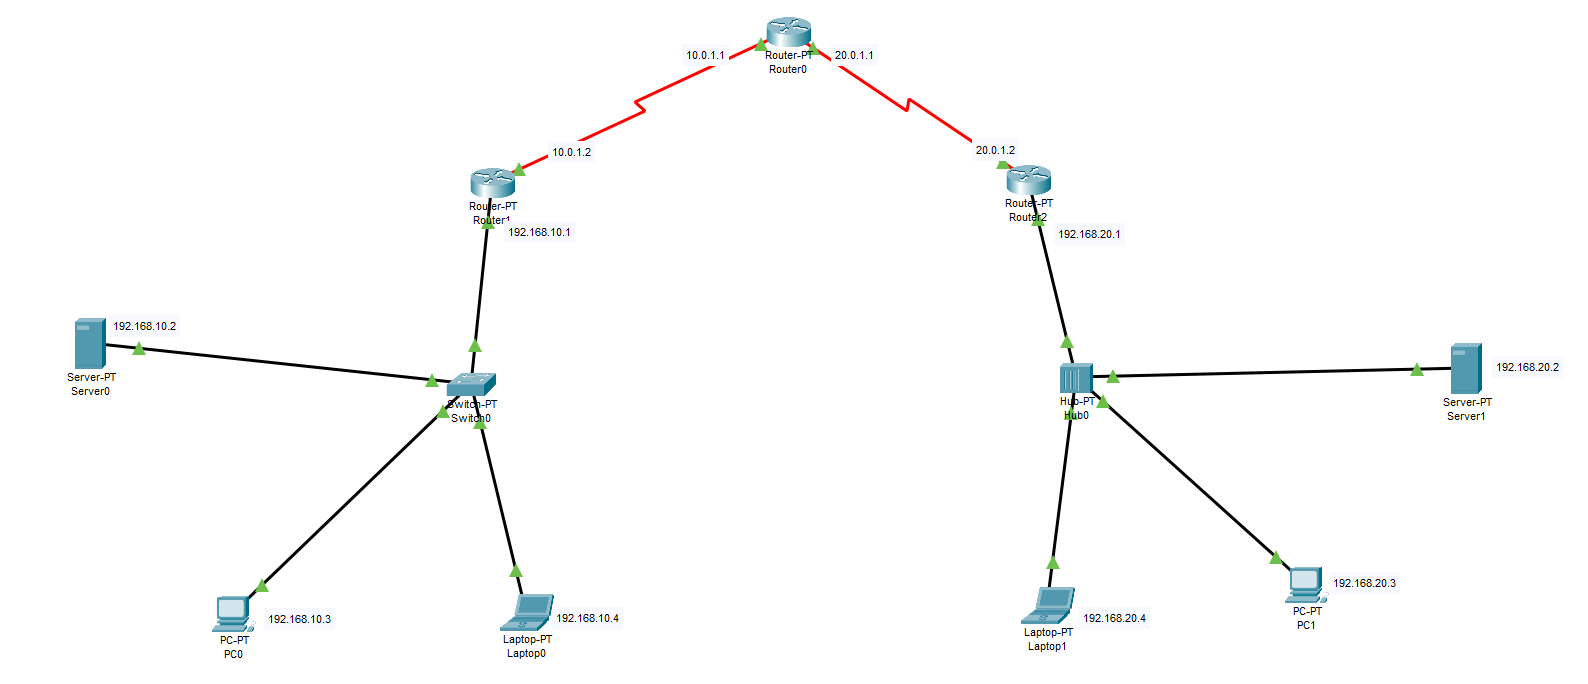 Router-PT
Router0
10.0.1.1
20.0.1.1
10.0.1.2
20.0.1.2
Router-PT
Router1
192.168.10.1
Router-PT
Router2
192.168.20.1
192.168.10.2
Server-PT
Server0
Switch-PT
Switch0
Hub-PT
Hub0
192.168.20.2
Server-PT
Server1
192.168.10.3
PC-PT
PC0
192.168.10.4
Laptop-PT
Laptop0
192.168.20.4
Laptop-PT
Laptop1
192.168.20.3
PC-PT
PC1